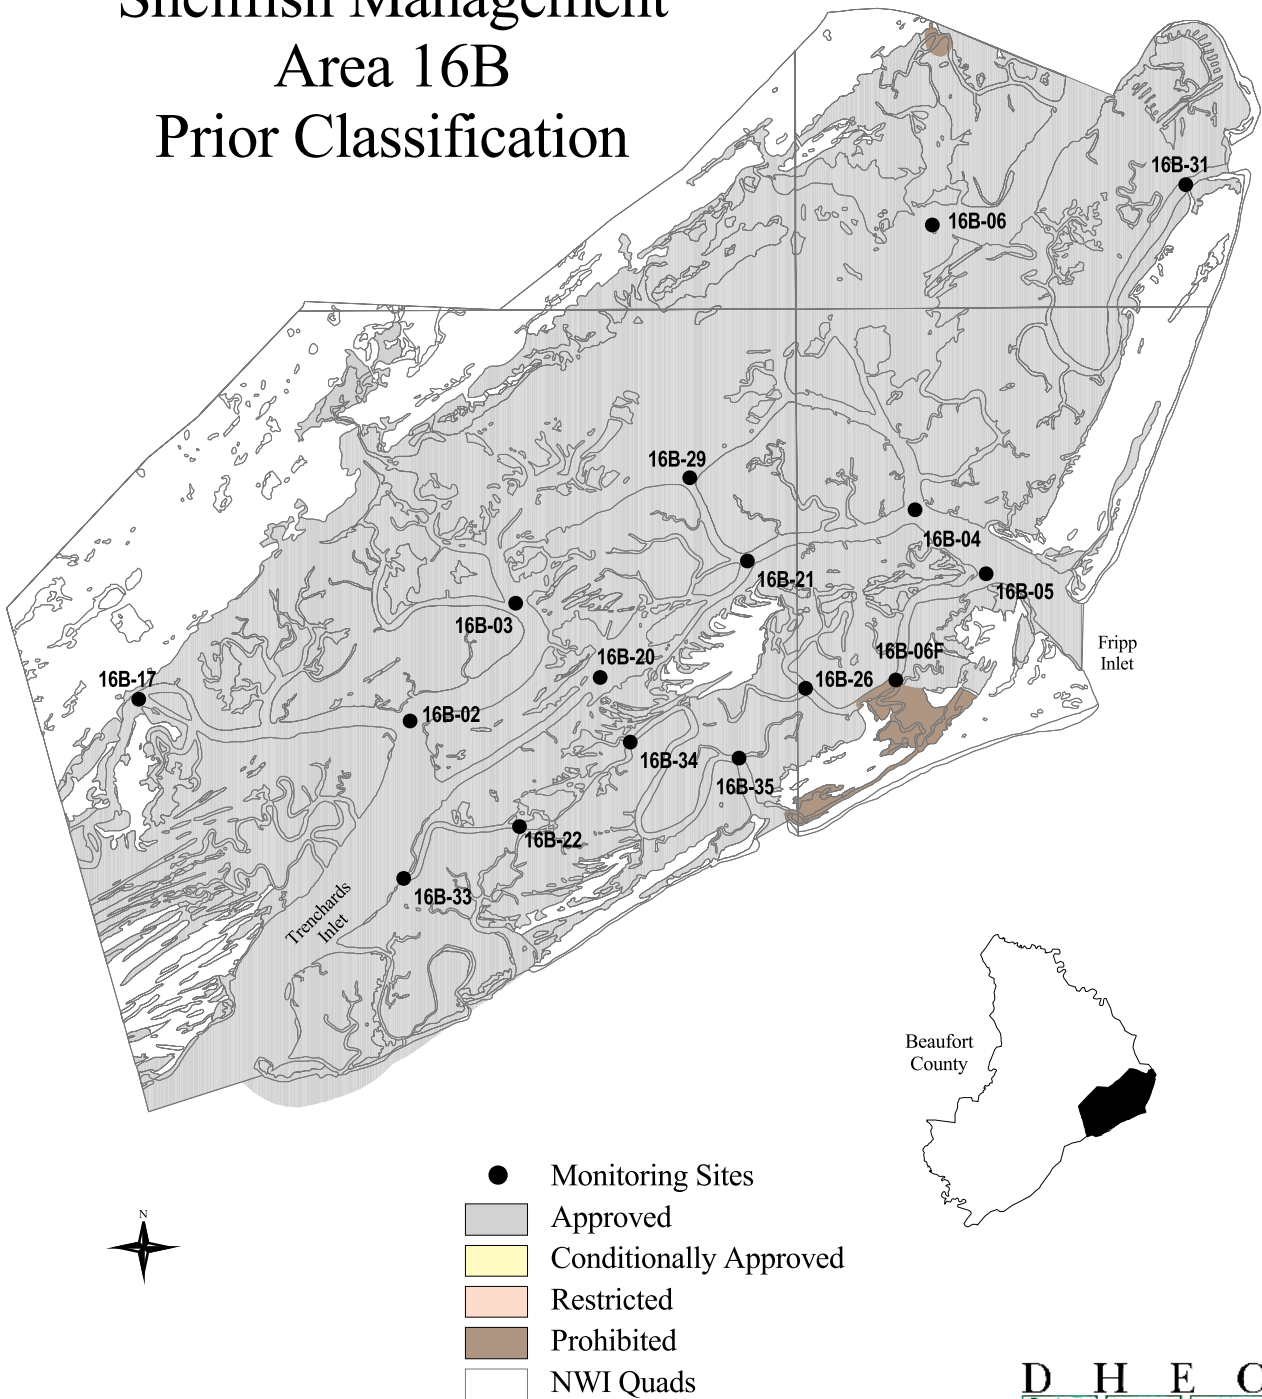 Shellfish Management
Area 16B
Prior Classification
16B-31
16B-06
16B-29
16B-04
16B-21
16B-05
16B-03
16B-06F
Fripp
Inlet
16B-20
16B-17
16B-26
16B-02
16B-34
16B-35
16B-22
16B-33
Trenchards
Inlet
Beaufort
County
Monitoring Sites
N
Approved
Conditionally Approved
Restricted
Prohibited
NWI Quads
D H E C